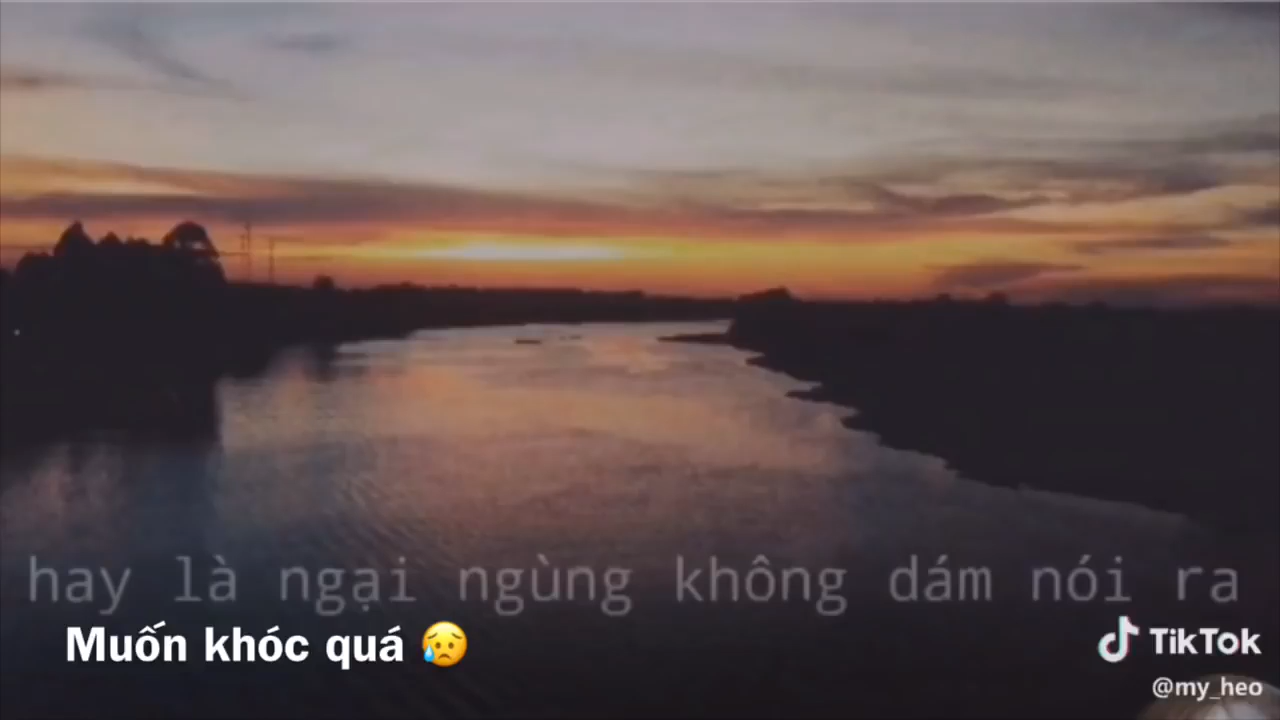 hay là ngại ngùng không dám nói ra
Muốn khóc quá 😥
TikTok
@my_heo